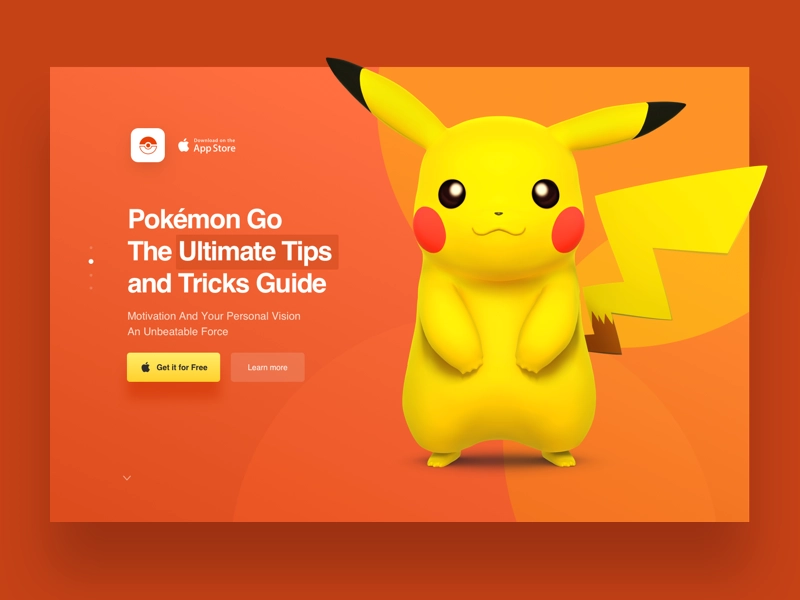 Download on the
App Store
Pokémon Go
The Ultimate Tips
and Tricks Guide
Motivation And Your Personal Vision
An Unbeatable Force
Get it for Free
Learn more